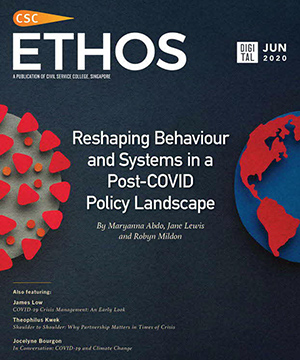 CSC
ETHOS
A PUBLICATION OF CIVIL SERVICE COLLEGE, SINGAPORE
DIGI
TAL
JUN
2020
Reshaping Behaviour
and Systems in a
Post-COVID
Policy Landscape
By Maryanna Abdo, Jane Lewis
and Robyn Mildon
Also featuring:
James Low
COVID-19 Crisis Management: An Early Look
Theophilus Kwek
Shoulder to Shoulder: Why Partnership Matters in Times of Crisis
Jocelyne Bourgon
In Conversation: COVID-19 and Climate Change